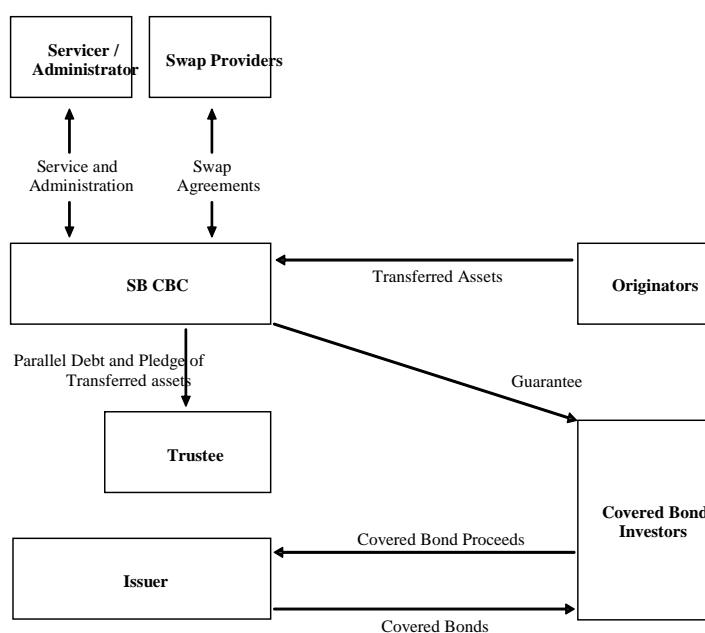 Servicer /
Administrator
Swap Providers
Service and
Administration
Swap
Agreements
SB CBC
Transferred Assets
Originators
Parallel Debt and Pledge of
Transferred assets
Guarantee
Trustee
Covered Bond
Investors
Covered Bond Proceeds
Issuer
Covered Bonds